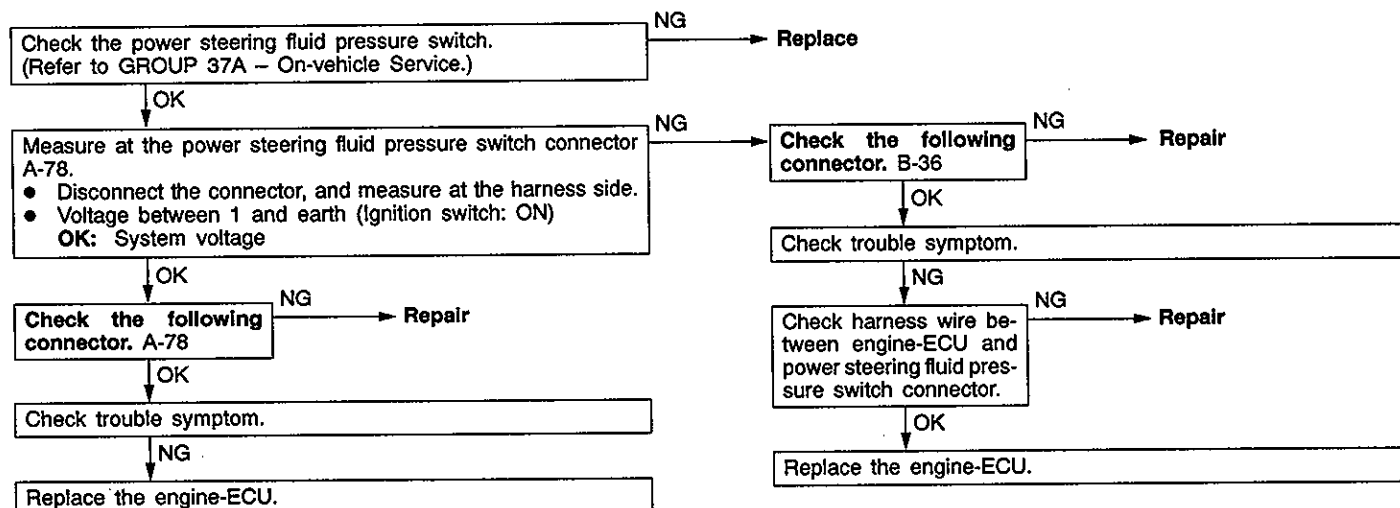 Check the power steering fluid pressure switch.
(Refer to GROUP 37A – On-vehicle Service.)
NG
Replace
OK
Measure at the power steering fluid pressure switch connector
A-78.
● Disconnect the connector, and measure at the harness side.
● Voltage between 1 and earth (Ignition switch: ON)
OK: System voltage
NG
Check the following
connector. B-36
NG
Repair
OK
Check trouble symptom.
NG
Check harness wire be-
tween engine-ECU and
power steering fluid pres-
sure switch connector.
NG
Repair
OK
Replace the engine-ECU.
OK
Check the following
connector. A-78
NG
Repair
OK
Check trouble symptom.
NG
Replace the engine-ECU.